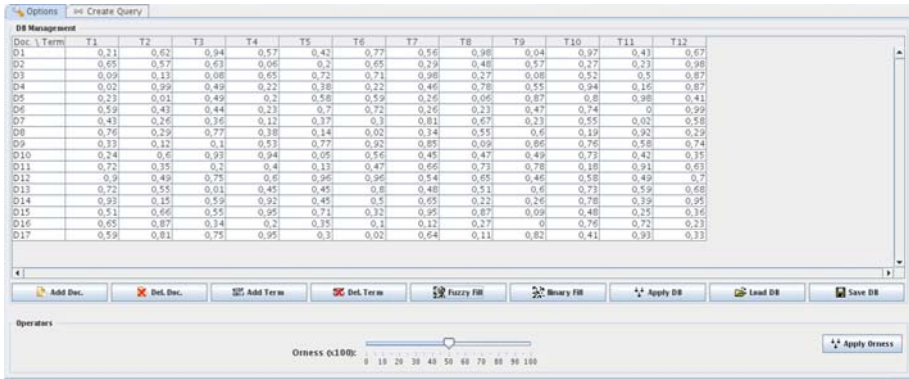 Options Create Query
DB Management
Doc. \ Term T1 T2 T3 T4 T5 T6 T7 T8 T9 T10 T11 T12
D1 0,21 0,62 0,94 0,57 0,42 0,77 0,56 0,98 0,04 0,97 0,43 0,67
D2 0,65 0,57 0,63 0,06 0,2 0,65 0,29 0,48 0,57 0,27 0,23 0,98
D3 0,09 0,13 0,08 0,65 0,72 0,71 0,98 0,27 0,08 0,52 0,5 0,87
D4 0,02 0,99 0,49 0,22 0,38 0,22 0,46 0,78 0,55 0,94 0,16 0,87
D5 0,23 0,01 0,49 0,2 0,58 0,59 0,26 0,06 0,87 0,8 0,98 0,41
D6 0,59 0,43 0,44 0,23 0,7 0,72 0,26 0,23 0,47 0,74 0 0,99
D7 0,43 0,26 0,36 0,12 0,37 0,3 0,81 0,67 0,23 0,55 0,02 0,58
D8 0,76 0,29 0,77 0,38 0,14 0,02 0,34 0,55 0,6 0,19 0,92 0,29
D9 0,33 0,12 0,1 0,53 0,77 0,92 0,85 0,09 0,86 0,76 0,58 0,74
D10 0,24 0,6 0,93 0,94 0,05 0,56 0,45 0,47 0,49 0,73 0,42 0,35
D11 0,72 0,35 0,2 0,4 0,13 0,47 0,66 0,73 0,78 0,18 0,91 0,63
D12 0,9 0,49 0,75 0,6 0,96 0,96 0,54 0,65 0,46 0,58 0,49 0,7
D13 0,72 0,55 0,01 0,45 0,45 0,8 0,48 0,51 0,6 0,73 0,59 0,68
D14 0,93 0,15 0,59 0,92 0,45 0,5 0,65 0,22 0,26 0,78 0,39 0,95
D15 0,51 0,66 0,55 0,95 0,71 0,32 0,95 0,87 0,09 0,48 0,25 0,36
D16 0,65 0,87 0,34 0,2 0,35 0,1 0,12 0,27 0 0,76 0,72 0,23
D17 0,59 0,81 0,75 0,95 0,3 0,02 0,64 0,11 0,82 0,41 0,93 0,33
Add Doc. Del. Doc. Add Term Del. Term Fuzzy Fill Binary Fill Apply DB Load DB Save DB
Operators
Orness (x100): Apply Orness
0 10 20 30 40 50 60 70 80 90 100